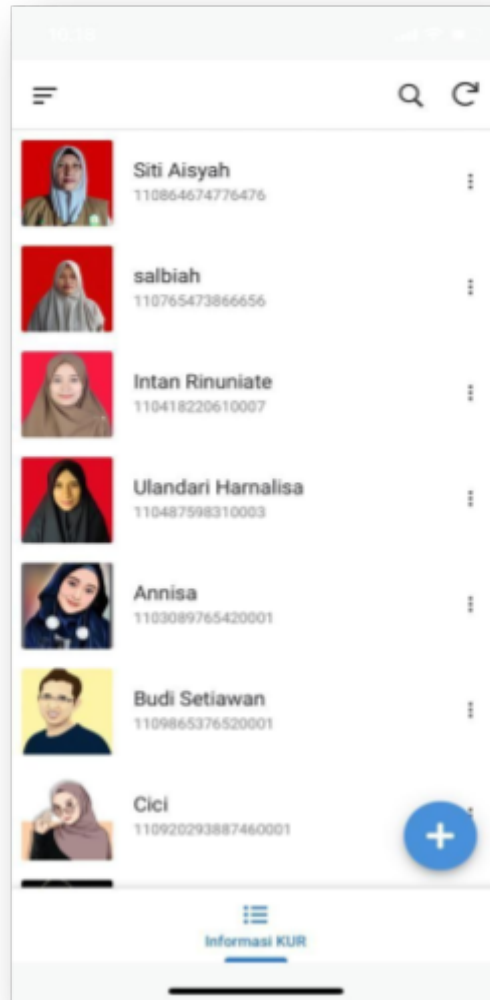 Siti Aisyah
110864674776476
salbiah
110765473866656
Intan Rinuniate
110418220610007
Ulandari Harnalisa
110487598310003
Annisa
1103089765420001
Budi Setiawan
1109865376520001
Cici
110920293887460001
Informasi KUR